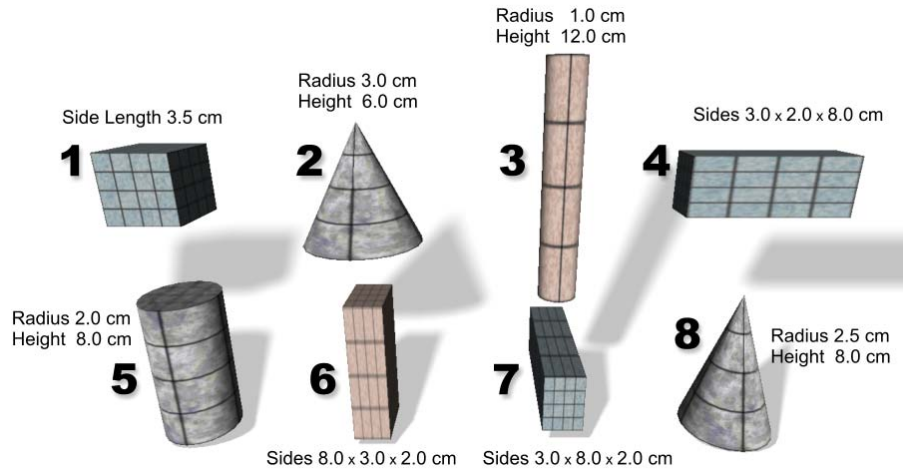 Radius 1.0 cm
Height 12.0 cm
Radius 3.0 cm
Height 6.0 cm
Side Length 3.5 cm
Sides 3.0 x 2.0 x 8.0 cm
1
2
3
4
Radius 2.0 cm
Height 8.0 cm
5
6
7
8
Radius 2.5 cm
Height 8.0 cm
Sides 8.0 x 3.0 x 2.0 cm
Sides 3.0 x 8.0 x 2.0 cm